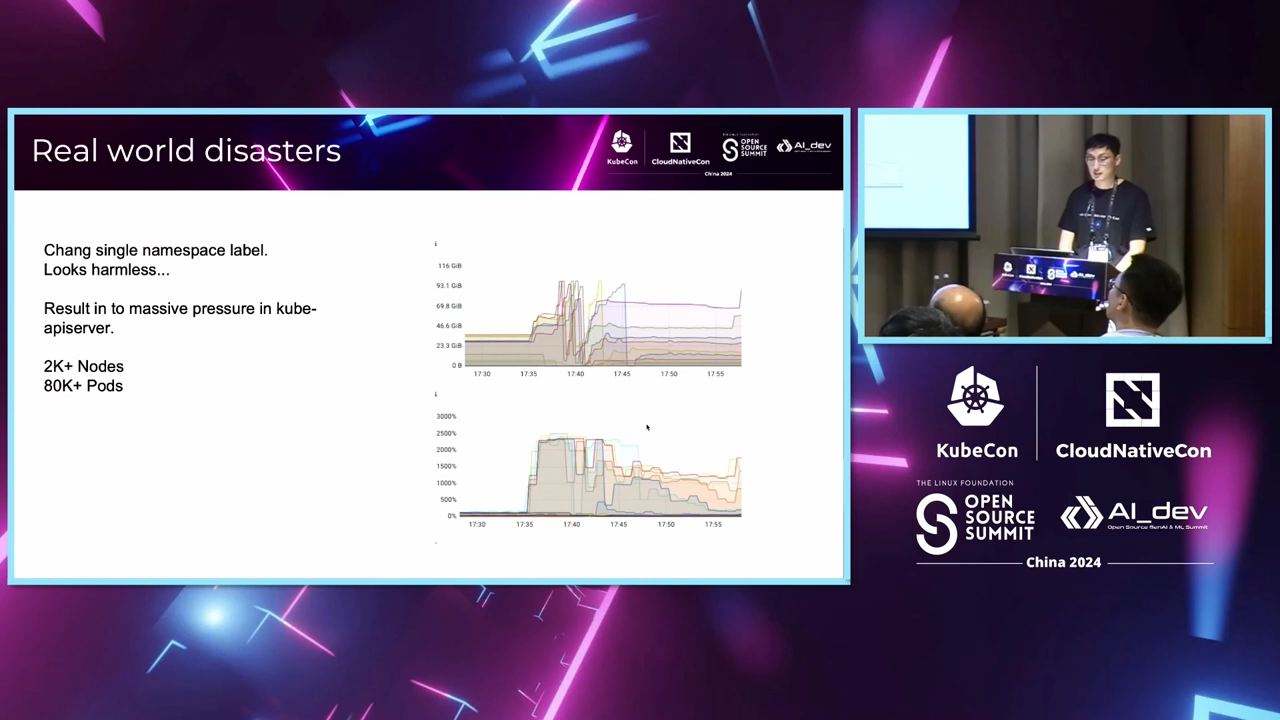 Real world disasters
KubeCon
CloudNativeCon
OPEN SOURCE SUMMIT
AI_dev
China 2024
Chang single namespace label.
Looks harmless...
Result in to massive pressure in kube-
apiserver.
2K+ Nodes
80K+ Pods
116 GiB
93.1 GiB
69.8 GiB
46.6 GiB
23.3 GiB
0 B
17:30 17:35 17:40 17:45 17:50 17:55
3000%
2500%
2000%
1500%
1000%
500%
0%
17:30 17:35 17:40 17:45 17:50 17:55
KubeCon
CloudNativeCon
THE LINUX FOUNDATION
OPEN
SOURCE
SUMMIT
AI_dev
Open Source GenAI & ML Summit
China 2024